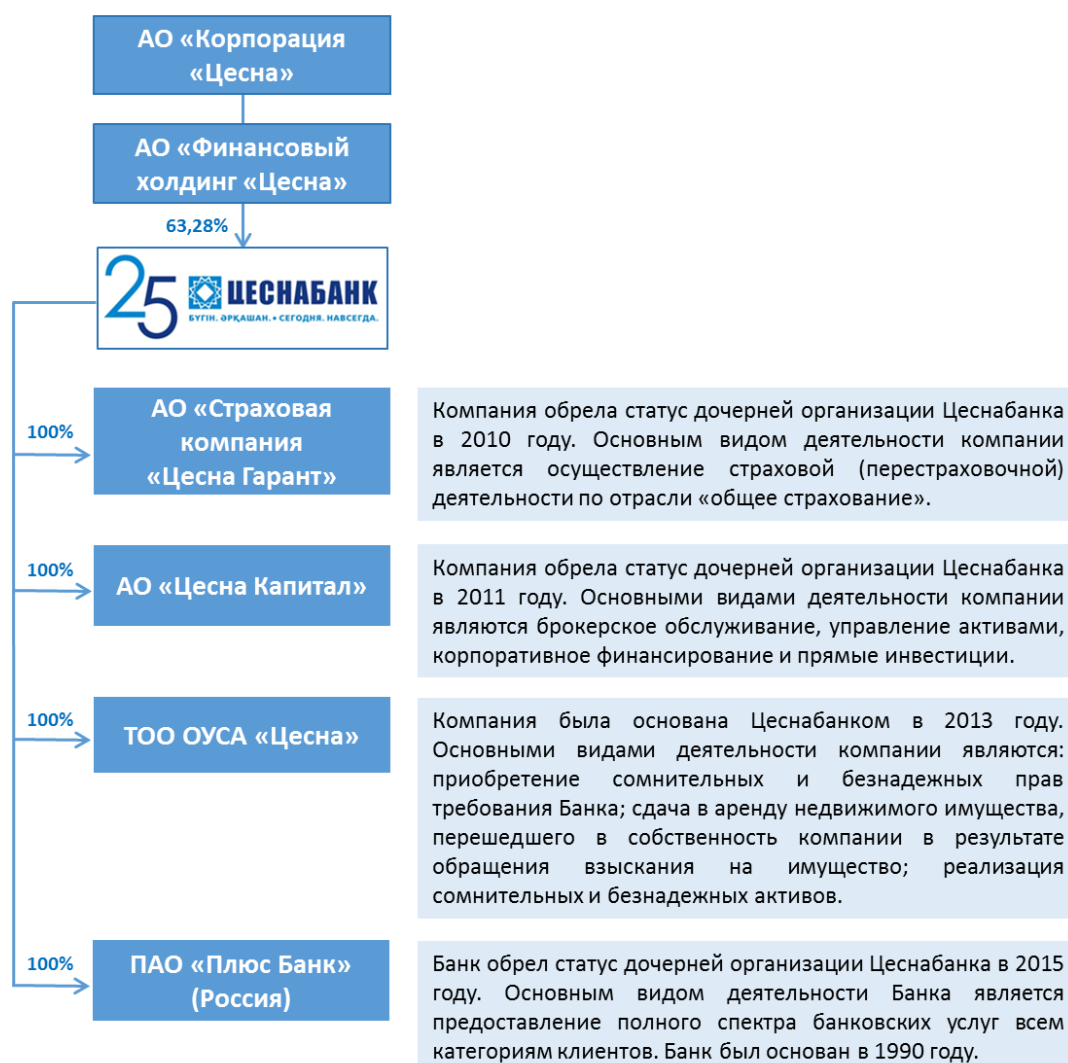 АО «Корпорация
«Цесна»
АО «Финансовый
холдинг «Цесна»
63,28%
25 ЦЕСНАБАНК
БҮГІН. ӘРҚАШАН. • СЕГОДНЯ. НАВСЕГДА.
100%
АО «Страховая
компания
«Цесна Гарант»
Компания обрела статус дочерней организации Цеснабанка
в 2010 году. Основным видом деятельности компании
является осуществление страховой (перестраховочной)
деятельности по отрасли «общее страхование».
100%
АО «Цесна Капитал»
Компания обрела статус дочерней организации Цеснабанка
в 2011 году. Основными видами деятельности компании
являются брокерское обслуживание, управление активами,
корпоративное финансирование и прямые инвестиции.
100%
ТОО ОУСА «Цесна»
Компания была основана Цеснабанком в 2013 году.
Основными видами деятельности компании являются:
приобретение сомнительных и безнадежных прав
требования Банка; сдача в аренду недвижимого имущества,
перешедшего в собственность компании в результате
обращения взыскания на имущество; реализация
сомнительных и безнадежных активов.
100%
ПАО «Плюс Банк»
(Россия)
Банк обрел статус дочерней организации Цеснабанка в 2015
году. Основным видом деятельности Банка является
предоставление полного спектра банковских услуг всем
категориям клиентов. Банк был основан в 1990 году.